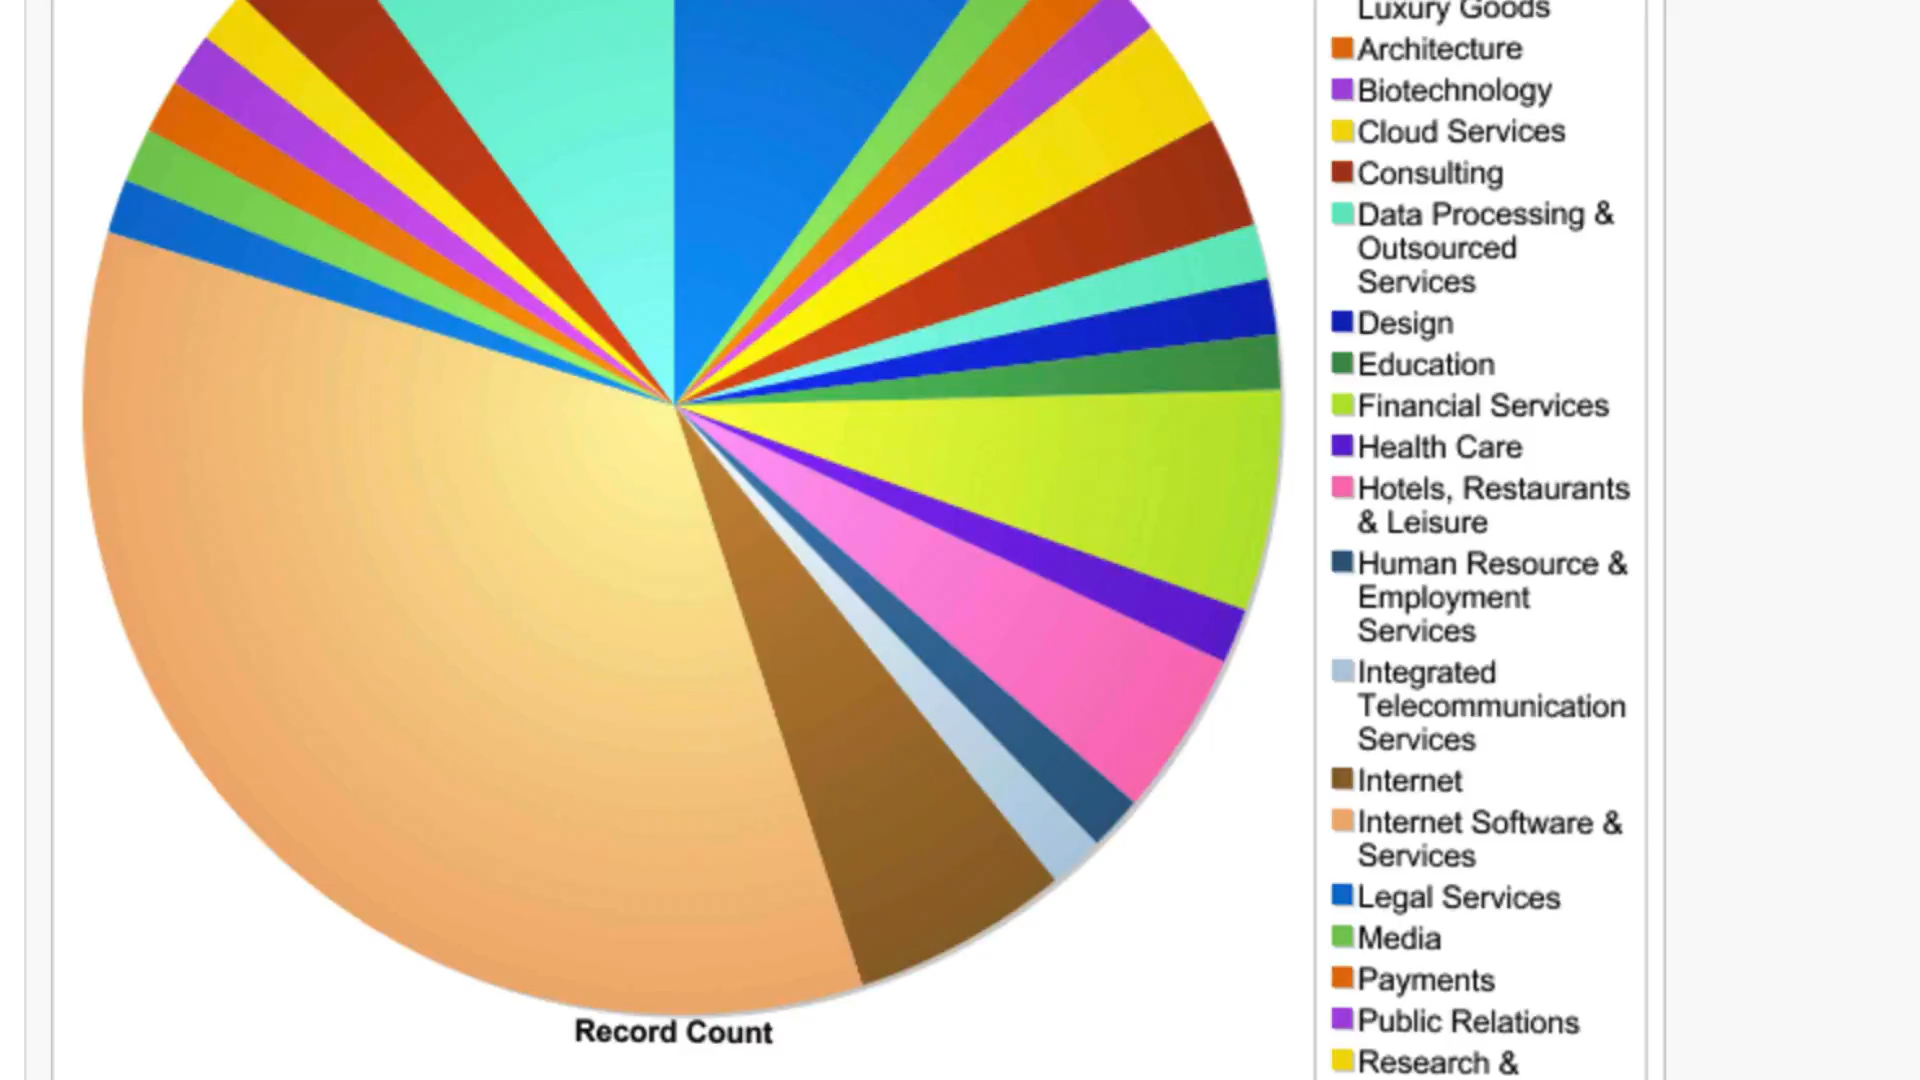 Luxury Goods
Architecture
Biotechnology
Cloud Services
Consulting
Data Processing &
Outsourced
Services
Design
Education
Financial Services
Health Care
Hotels, Restaurants
& Leisure
Human Resource &
Employment
Services
Integrated
Telecommunication
Services
Internet
Internet Software &
Services
Legal Services
Media
Payments
Public Relations
Research &
Record Count